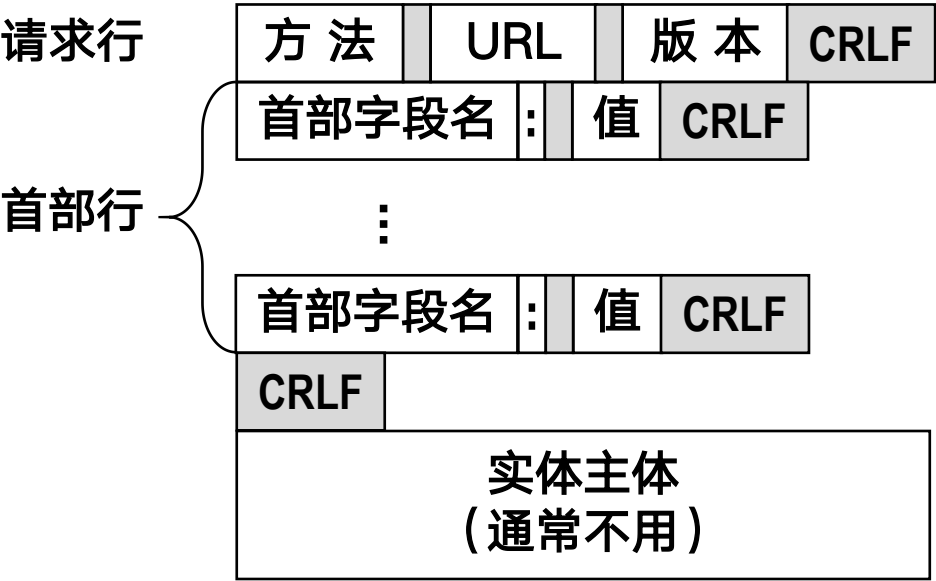 请求行 方 法 URL 版 本 CRLF
首部字段名 : 值 CRLF
首部行 ⋮
首部字段名 : 值 CRLF
CRLF
实体主体
(通常不用)